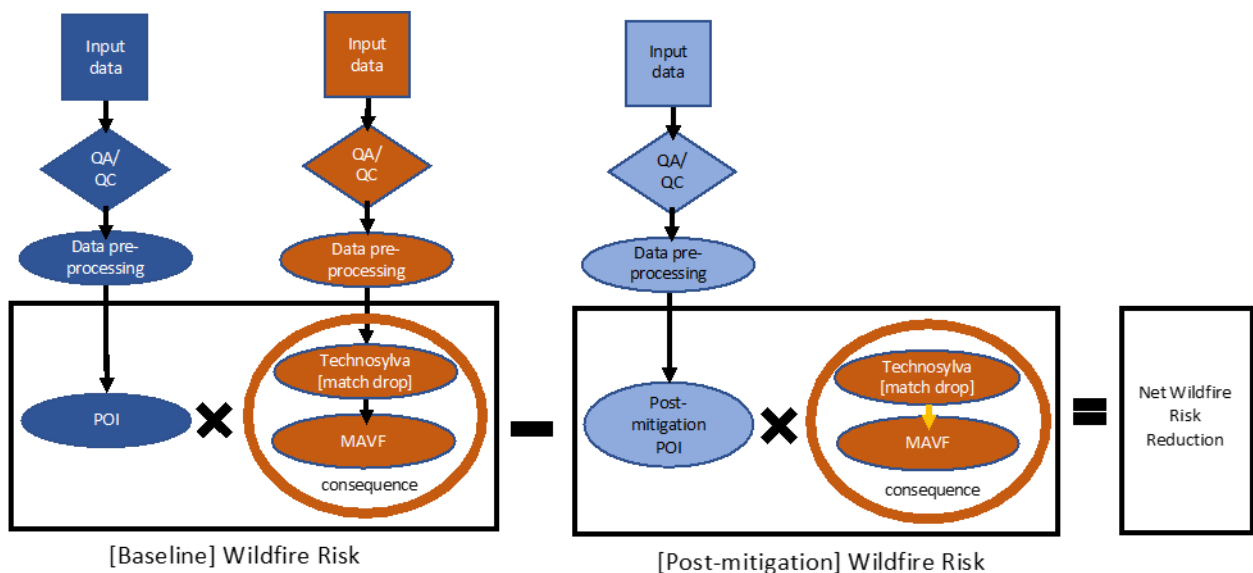 Input
data
Input
data
Input
data
QA/
QC
QA/
QC
QA/
QC
Data pre-
processing
Data pre-
processing
Data pre-
processing
POI
Technosylva
[match drop]
MAVF
consequence
Post-
mitigation
POI
Technosylva
[match drop]
MAVF
consequence
Net Wildfire
Risk
Reduction
[Baseline] Wildfire Risk
[Post-mitigation] Wildfire Risk